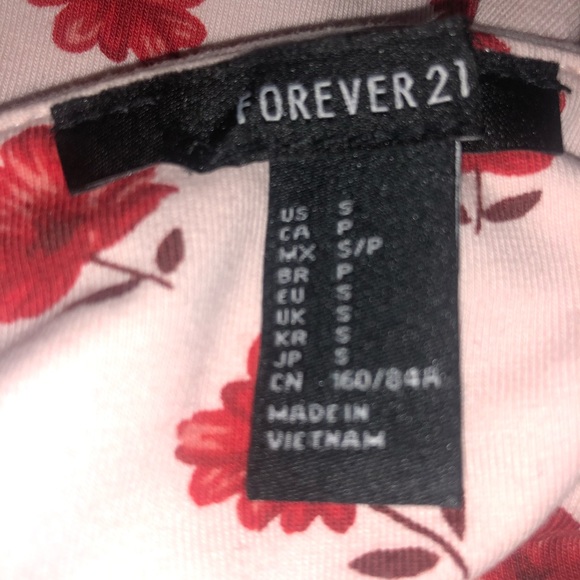 FOREVER 21
US S
CA P
MX S/P
BR P
EU S
UK S
KR S
JP S
CN 160/84A
MADE IN
VIETNAM